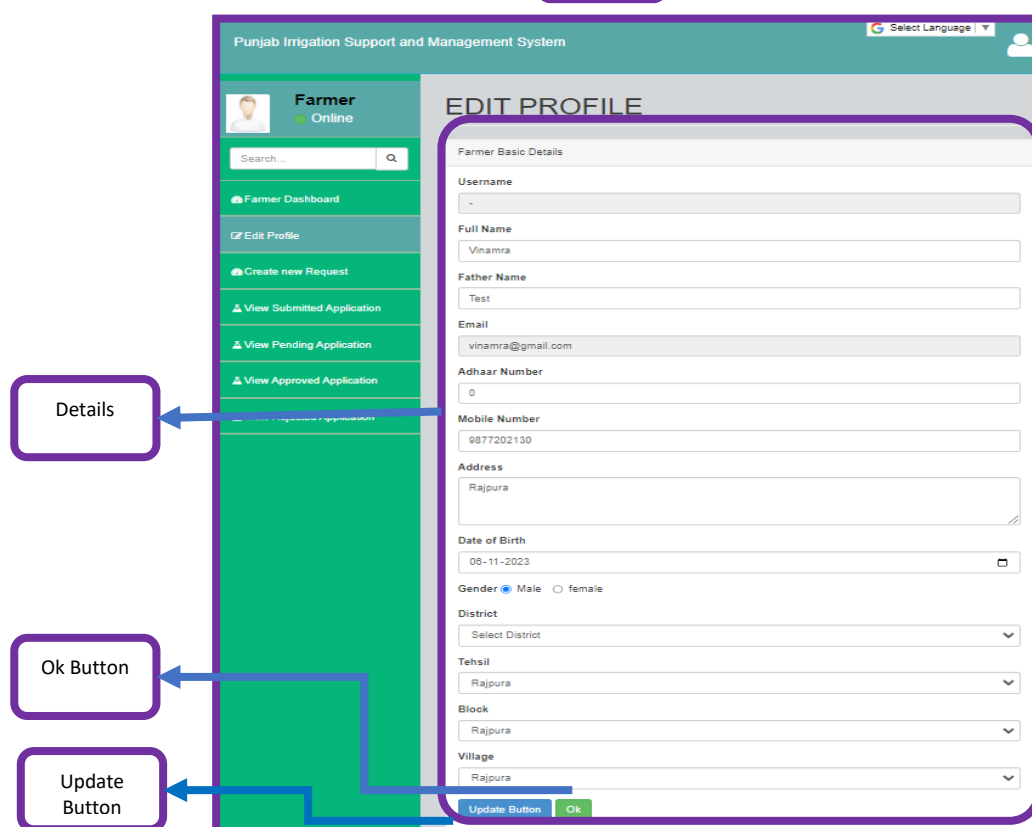 Punjab Irrigation Support and Management System
G Select Language ▼
Farmer
Online
Search...
Farmer Dashboard
Edit Profile
Create new Request
View Submitted Application
View Pending Application
View Approved Application
Application
EDIT PROFILE
Farmer Basic Details
Username
-
Full Name
Vinamra
Father Name
Test
Email
vinamra@gmail.com
Adhaar Number
0
Mobile Number
9877202130
Address
Rajpura
Date of Birth
06-11-2023
Gender Male female
District
Select District
Tehsil
Rajpura
Block
Rajpura
Village
Rajpura
Update Button Ok
Details
Ok Button
Update
Button